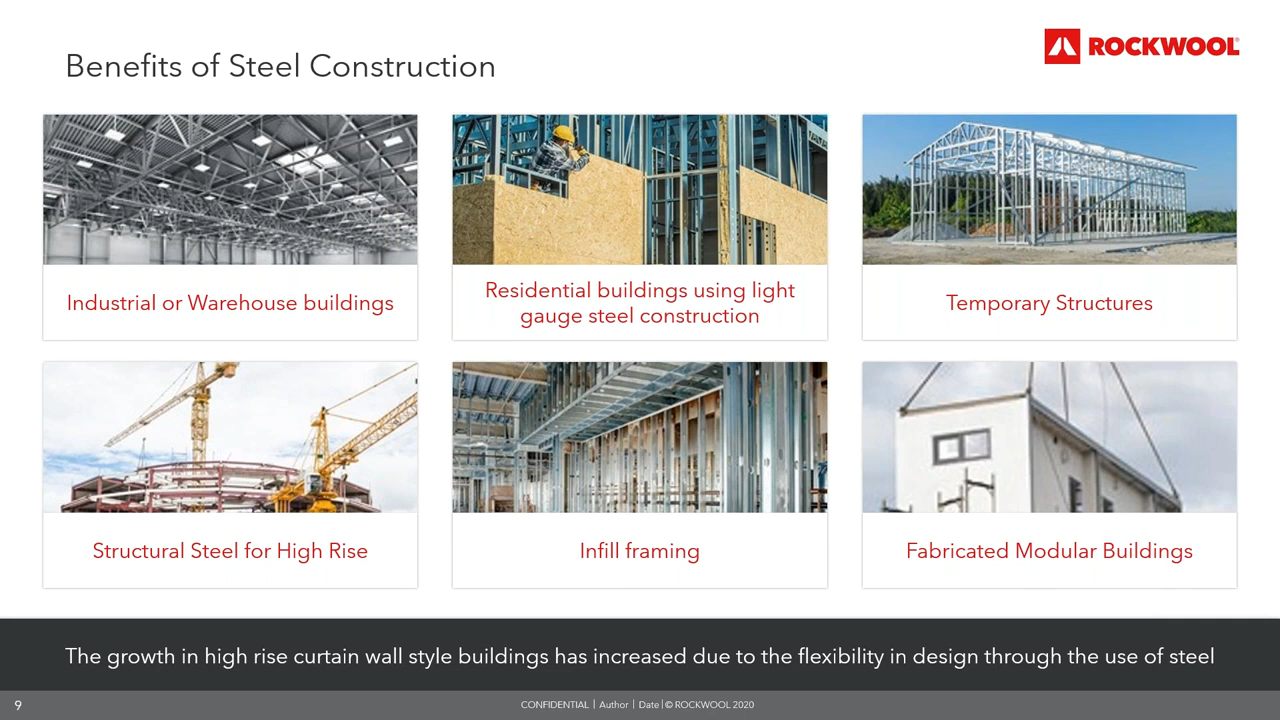 Benefits of Steel Construction
ROCKWOOL®
Industrial or Warehouse buildings
Residential buildings using light
gauge steel construction
Temporary Structures
Structural Steel for High Rise
Infill framing
Fabricated Modular Buildings
The growth in high rise curtain wall style buildings has increased due to the flexibility in design through the use of steel
9
CONFIDENTIAL | Author | Date | © ROCKWOOL 2020